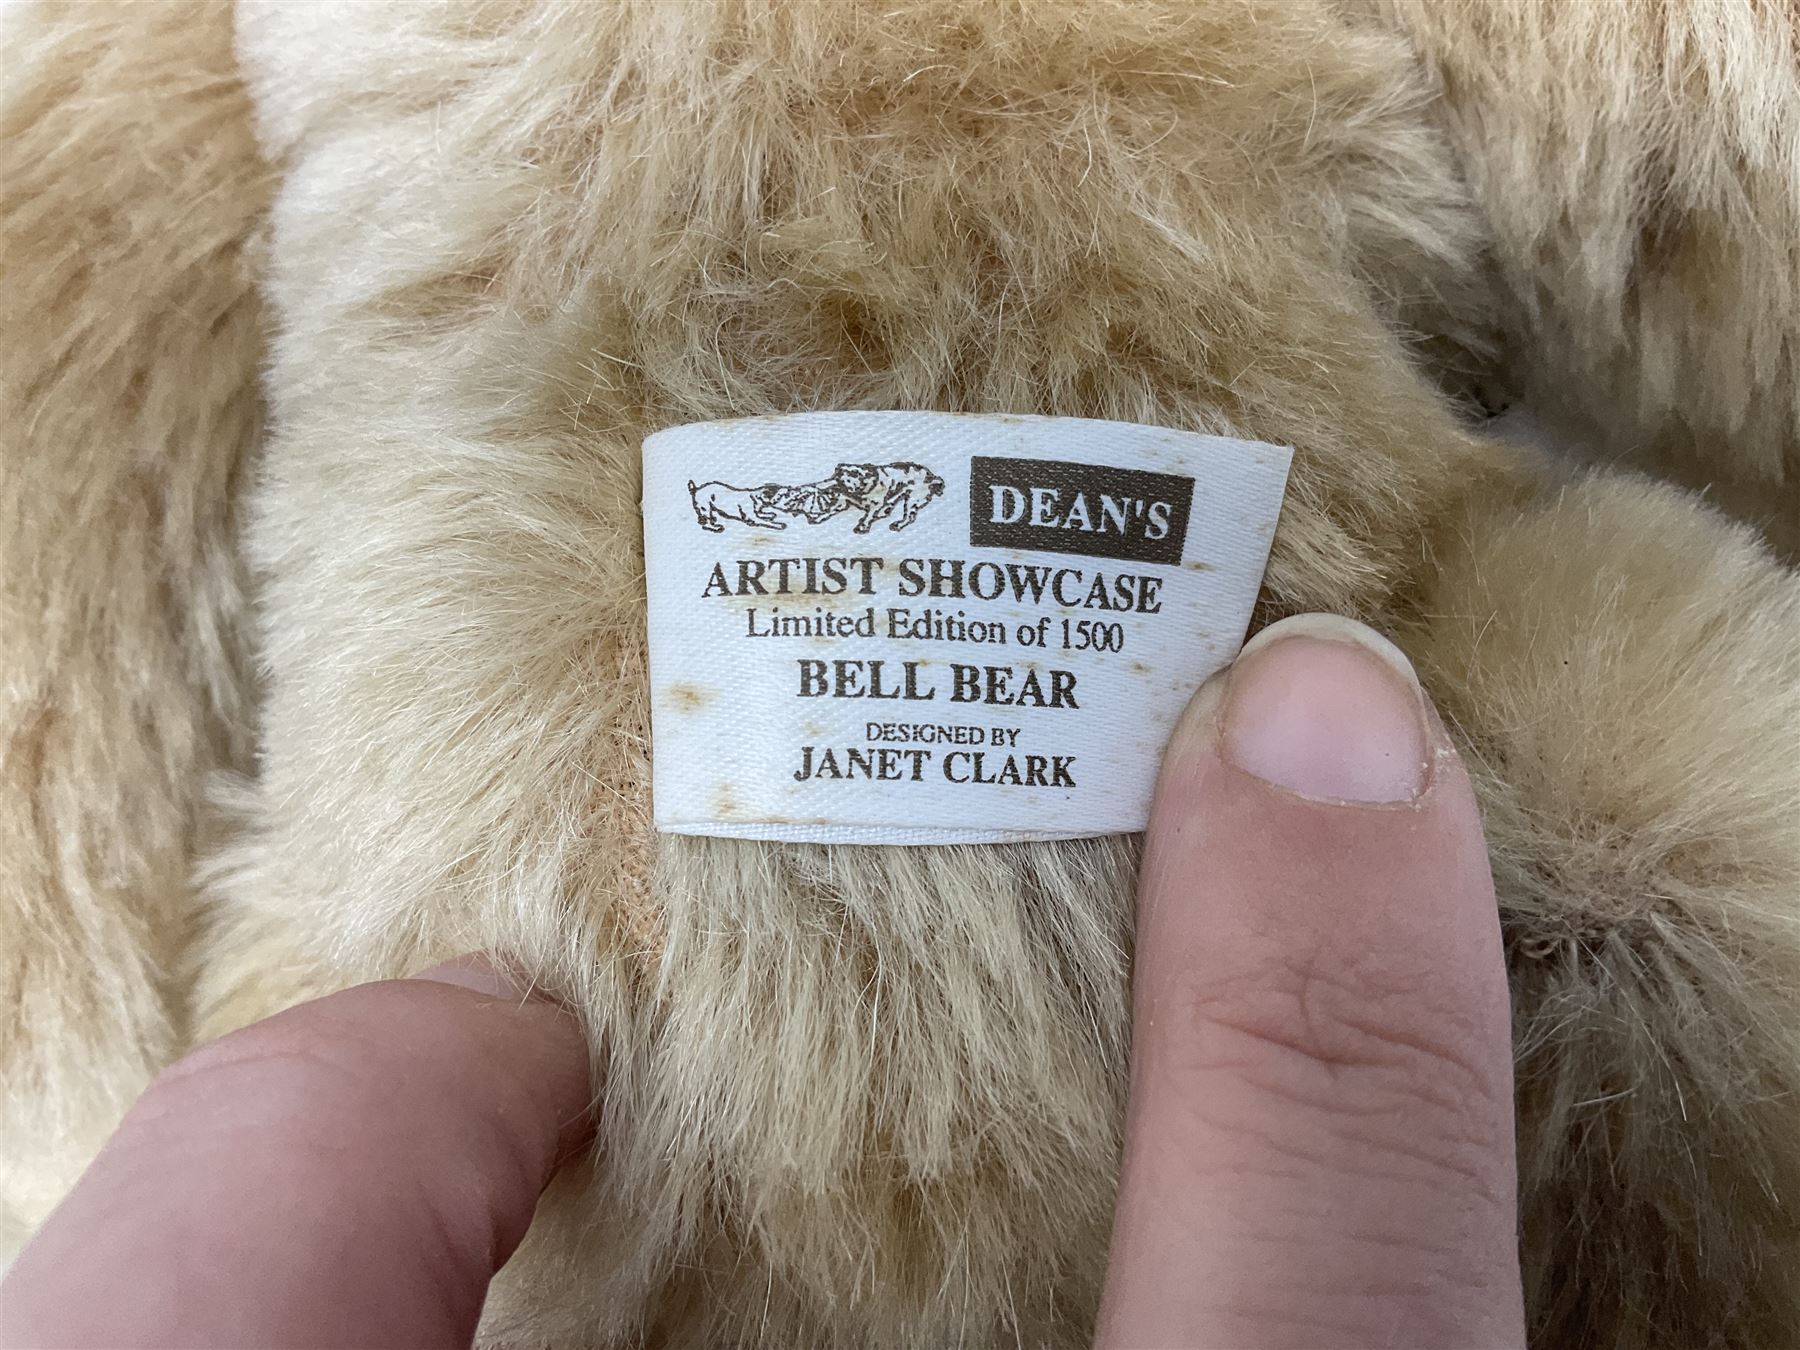 DEAN'S
ARTIST SHOWCASE
Limited Edition of 1500
BELL BEAR
DESIGNED BY
JANET CLARK